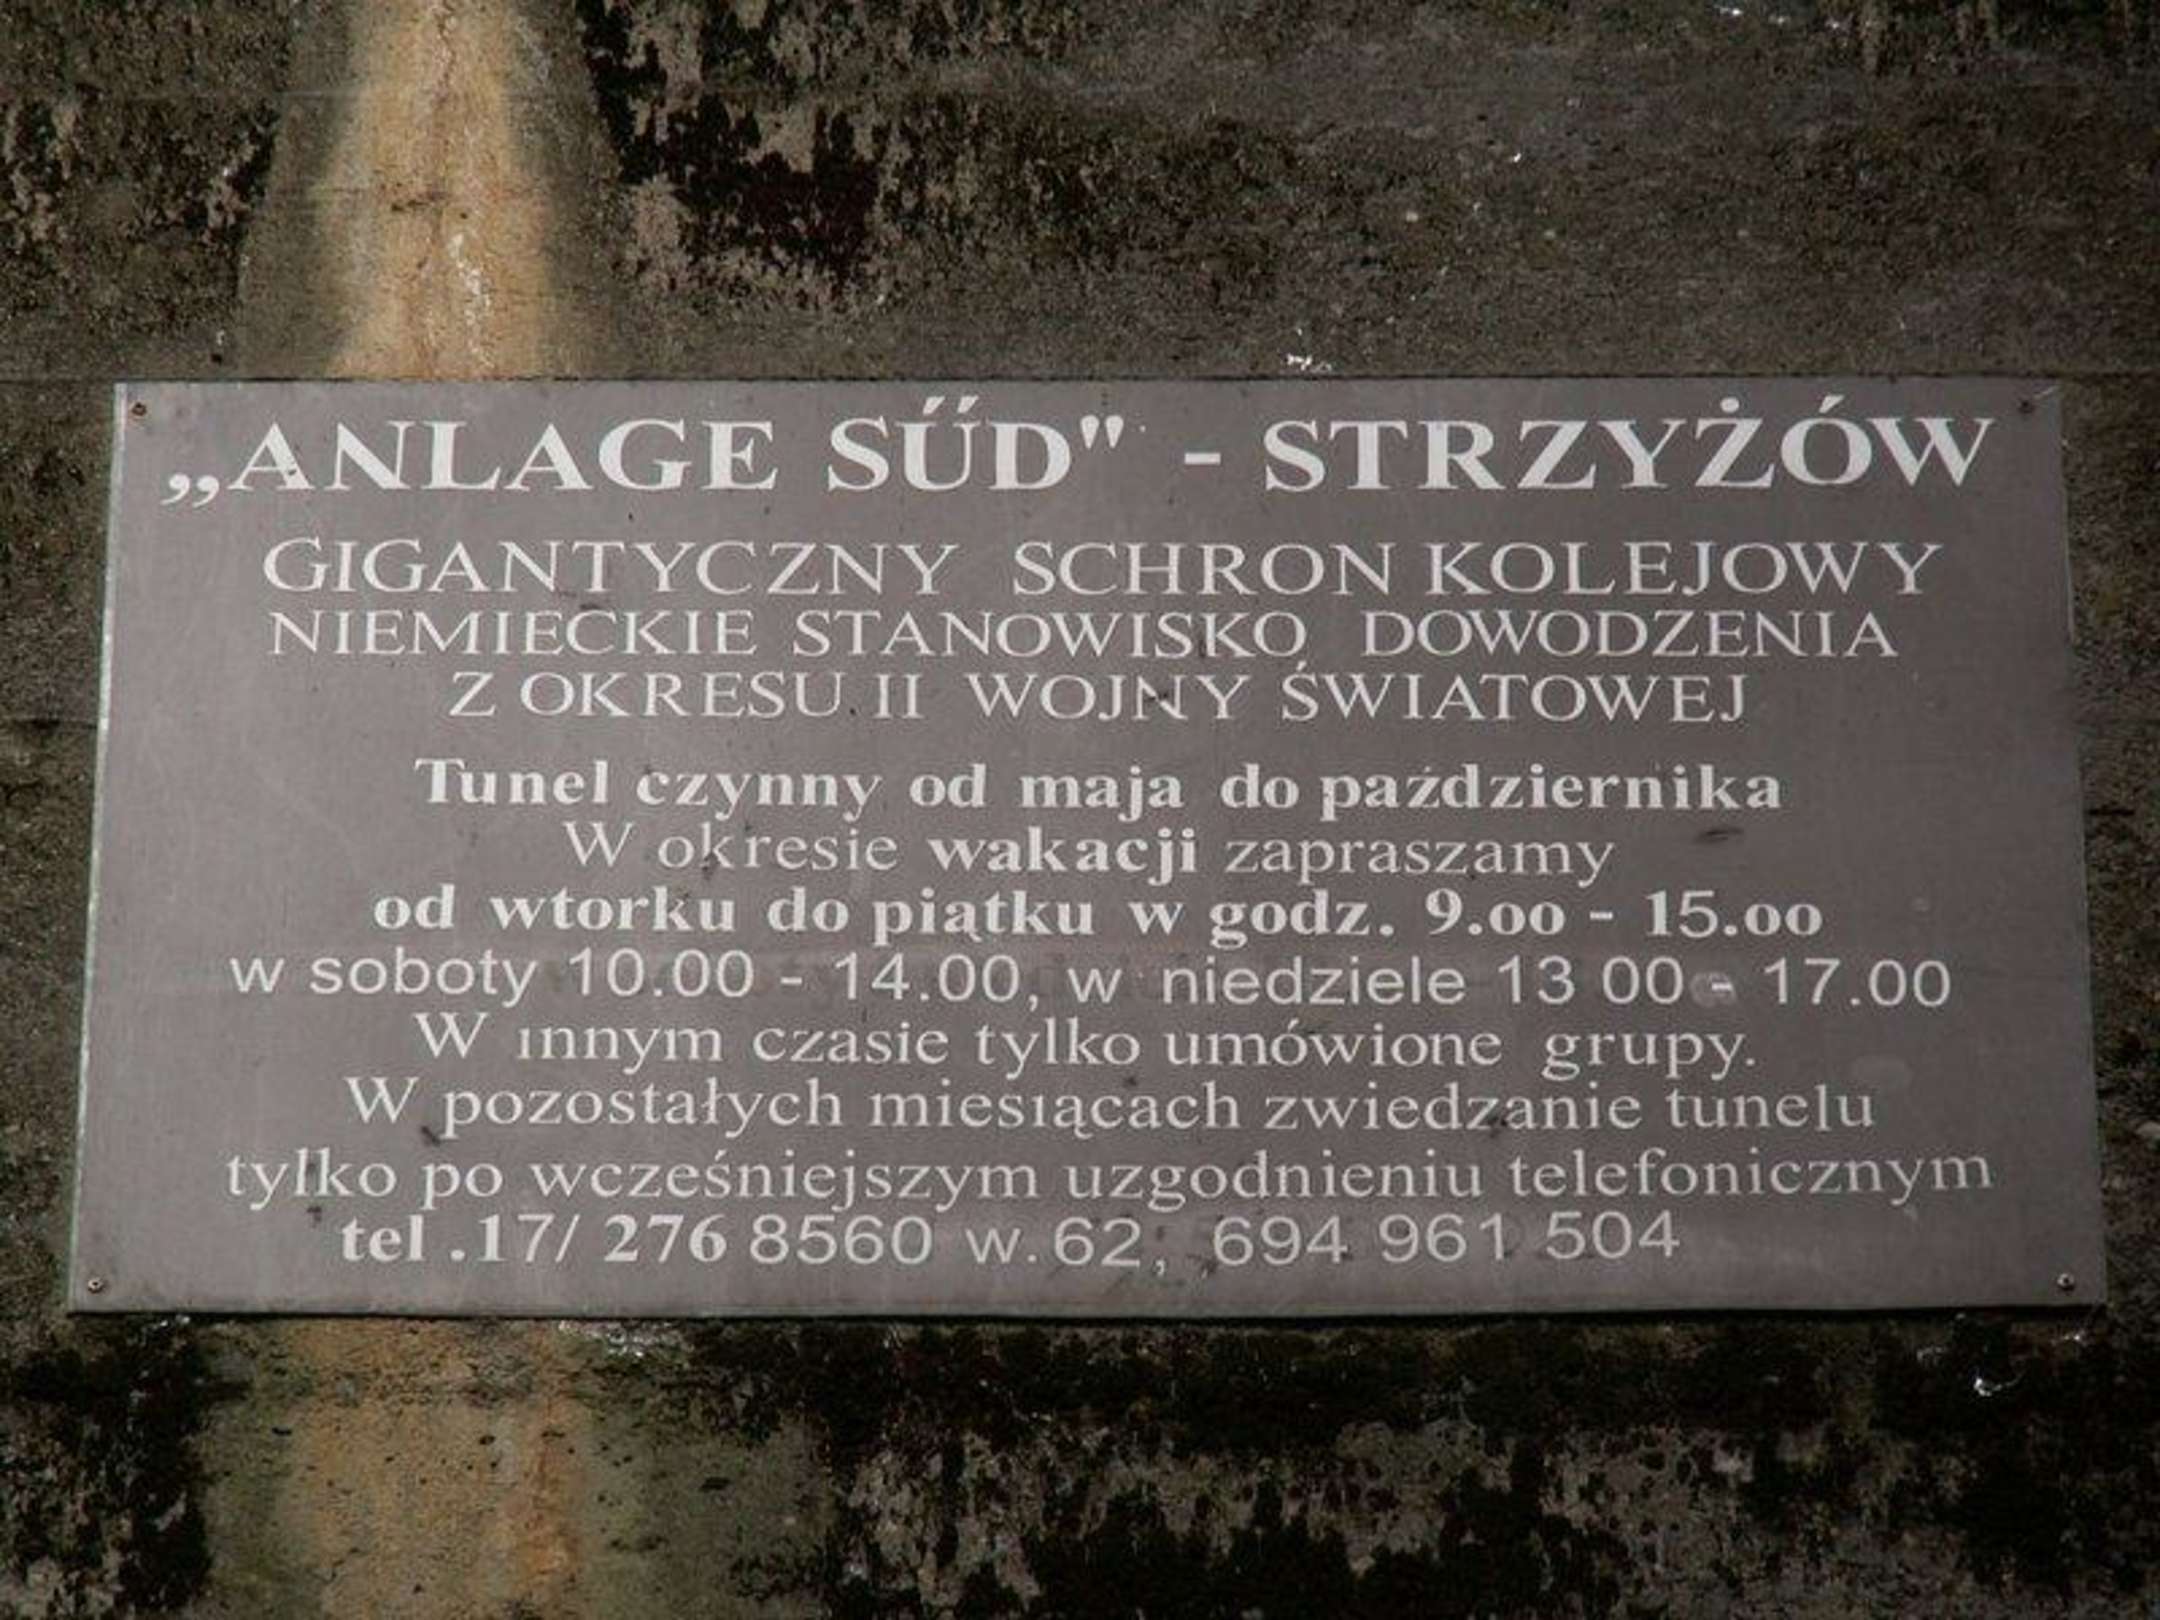 „ANLAGE SŰD" - STRZYŻÓW
GIGANTYCZNY SCHRON KOLEJOWY
NIEMIECKIE STANOWISKO DOWODZENIA
Z OKRESU II WOJNY ŚWIATOWEJ
Tunel czynny od maja do października
W okresie wakacji zapraszamy
od wtorku do piątku w godz. 9.oo - 15.oo
w soboty 10.00 - 14.00, w niedziele 13 00 - 17.00
W innym czasie tylko umówione grupy.
W pozostałych miesiącach zwiedzanie tunelu
tylko po wcześniejszym uzgodnieniu telefonicznym
tel .17/ 276 8560 w.62, 694 961 504